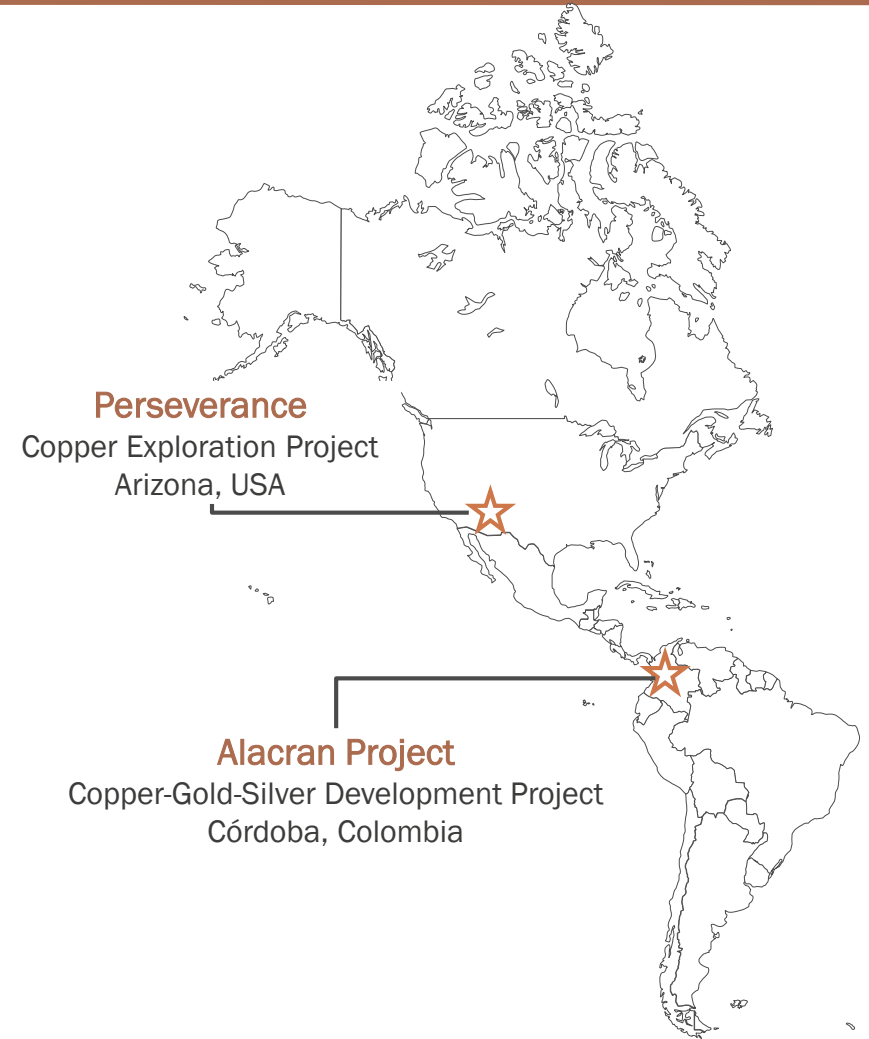 Perseverance
Copper Exploration Project
Arizona, USA
Alacran Project
Copper-Gold-Silver Development Project
Córdoba, Colombia